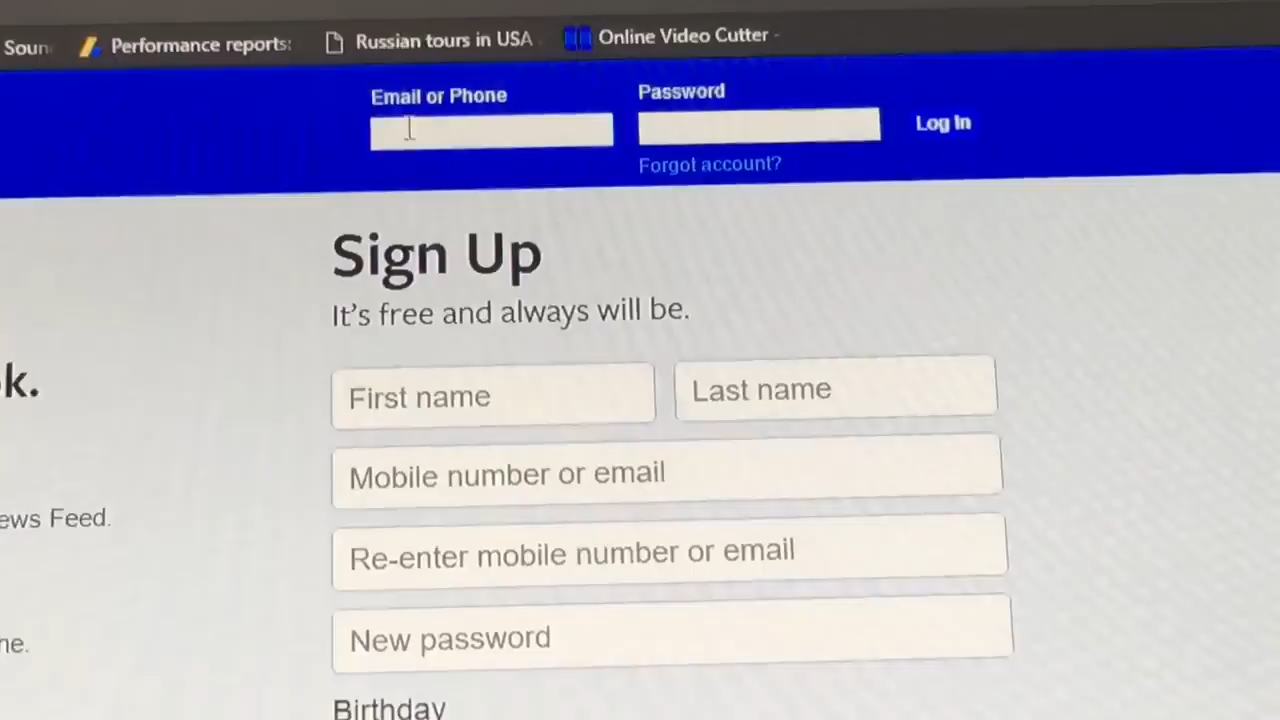 Soun Performance reports: Russian tours in USA Online Video Cutter -
Email or Phone Password
Log In
Forgot account?
Sign Up
It's free and always will be.
k.
First name Last name
Mobile number or email
ews Feed.
Re-enter mobile number or email
New password
ne.
Birthday